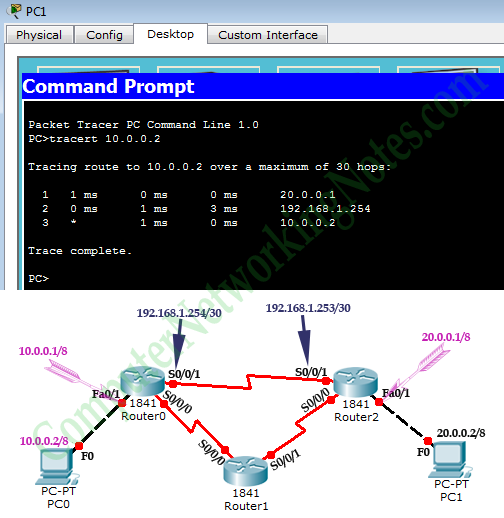 PC1
Physical Config Desktop Custom Interface
Command Prompt
Packet Tracer PC Command Line 1.0
PC>tracert 10.0.0.2
Tracing route to 10.0.0.2 over a maximum of 30 hops:
1 1 ms 0 ms 0 ms 20.0.0.1
2 0 ms 1 ms 3 ms 192.168.1.254
3 * 1 ms 0 ms 10.0.0.2
Trace complete.
PC>
ComputerNetworkingNotes.com
192.168.1.254/30 192.168.1.253/30
10.0.0.1/8 20.0.0.1/8
S0/0/1 S0/0/1
Fa0/1 Fa0/1
1841 Router0
1841 Router2
S0/0/0 S0/0/0
10.0.0.2/8 20.0.0.2/8
F0 F0
S0/0/0 S0/0/1
PC-PT PC0
1841 Router1
PC-PT PC1